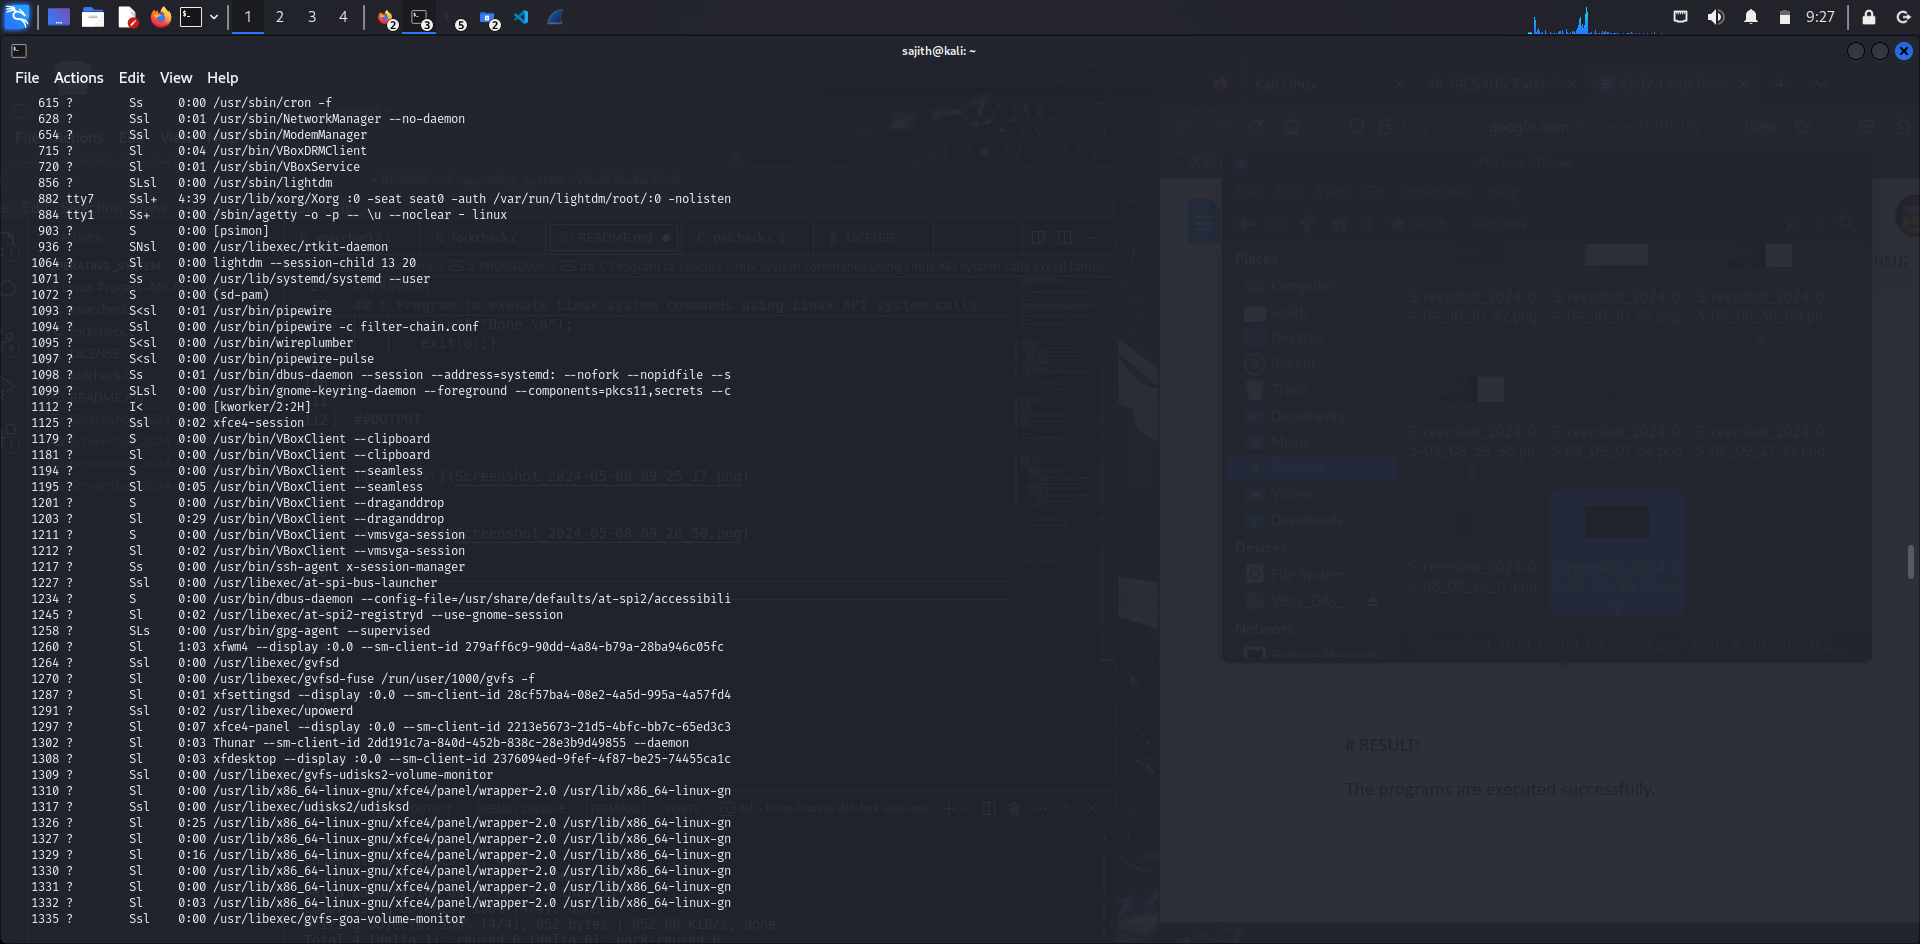 1 2 3 4 2 3 5 2 9:27
sajith@kali: ~
File Actions Edit View Help
615 ? Ss 0:00 /usr/sbin/cron -f
628 ? Ssl 0:01 /usr/sbin/NetworkManager --no-daemon
654 ? Ssl 0:00 /usr/sbin/ModemManager
715 ? Sl 0:04 /usr/bin/VBoxDRMClient
720 ? Sl 0:01 /usr/sbin/VBoxService
856 ? SLsl 0:00 /usr/sbin/lightdm
882 tty7 Ssl+ 4:39 /usr/lib/xorg/Xorg :0 -seat seat0 -auth /var/run/lightdm/root/:0 -nolisten
884 tty1 Ss+ 0:00 /sbin/agetty -o -p -- \u --noclear - linux
903 ? S 0:00 [psimon]
936 ? SNsl 0:00 /usr/libexec/rtkit-daemon
1064 ? Sl 0:00 lightdm --session-child 13 20
1071 ? Ss 0:00 /usr/lib/systemd/systemd --user
1072 ? S 0:00 (sd-pam)
1093 ? S<sl 0:01 /usr/bin/pipewire
1094 ? Ssl 0:00 /usr/bin/pipewire -c filter-chain.conf
1095 ? S<sl 0:00 /usr/bin/wireplumber
1097 ? S<sl 0:00 /usr/bin/pipewire-pulse
1098 ? Ss 0:01 /usr/bin/dbus-daemon --session --address=systemd: --nofork --nopidfile --s
1099 ? SLsl 0:00 /usr/bin/gnome-keyring-daemon --foreground --components=pkcs11,secrets --c
1112 ? I< 0:00 [kworker/2:2H]
1125 ? Ssl 0:02 xfce4-session
1179 ? S 0:00 /usr/bin/VBoxClient --clipboard
1181 ? Sl 0:00 /usr/bin/VBoxClient --clipboard
1194 ? S 0:00 /usr/bin/VBoxClient --seamless
1195 ? Sl 0:05 /usr/bin/VBoxClient --seamless
1201 ? S 0:00 /usr/bin/VBoxClient --draganddrop
1203 ? Sl 0:29 /usr/bin/VBoxClient --draganddrop
1211 ? S 0:00 /usr/bin/VBoxClient --vmsvga-session
1212 ? Sl 0:02 /usr/bin/VBoxClient --vmsvga-session
1217 ? Ss 0:00 /usr/bin/ssh-agent x-session-manager
1227 ? Ssl 0:00 /usr/libexec/at-spi-bus-launcher
1234 ? S 0:00 /usr/bin/dbus-daemon --config-file=/usr/share/defaults/at-spi2/accessibili
1245 ? Sl 0:02 /usr/libexec/at-spi2-registryd --use-gnome-session
1258 ? SLs 0:00 /usr/bin/gpg-agent --supervised
1260 ? Sl 1:03 xfwm4 --display :0.0 --sm-client-id 279aff6c9-90dd-4a84-b79a-28ba946c05fc
1264 ? Ssl 0:00 /usr/libexec/gvfsd
1270 ? Sl 0:00 /usr/libexec/gvfsd-fuse /run/user/1000/gvfs -f
1287 ? Sl 0:01 xfsettingsd --display :0.0 --sm-client-id 28cf57ba4-08e2-4a5d-995a-4a57fd4
1291 ? Ssl 0:02 /usr/libexec/upowerd
1297 ? Sl 0:07 xfce4-panel --display :0.0 --sm-client-id 2213e5673-21d5-4bfc-bb7c-65ed3c3
1302 ? Sl 0:03 Thunar --sm-client-id 2dd191c7a-840d-452b-838c-28e3b9d49855 --daemon
1308 ? Sl 0:03 xfdesktop --display :0.0 --sm-client-id 2376094ed-9fef-4f87-be25-74455ca1c
1309 ? Ssl 0:00 /usr/libexec/gvfs-udisks2-volume-monitor
1310 ? Sl 0:00 /usr/lib/x86_64-linux-gnu/xfce4/panel/wrapper-2.0 /usr/lib/x86_64-linux-gn
1317 ? Ssl 0:00 /usr/libexec/udisks2/udisksd
1326 ? Sl 0:25 /usr/lib/x86_64-linux-gnu/xfce4/panel/wrapper-2.0 /usr/lib/x86_64-linux-gn
1327 ? Sl 0:00 /usr/lib/x86_64-linux-gnu/xfce4/panel/wrapper-2.0 /usr/lib/x86_64-linux-gn
1329 ? Sl 0:16 /usr/lib/x86_64-linux-gnu/xfce4/panel/wrapper-2.0 /usr/lib/x86_64-linux-gn
1330 ? Sl 0:00 /usr/lib/x86_64-linux-gnu/xfce4/panel/wrapper-2.0 /usr/lib/x86_64-linux-gn
1331 ? Sl 0:00 /usr/lib/x86_64-linux-gnu/xfce4/panel/wrapper-2.0 /usr/lib/x86_64-linux-gn
1332 ? Sl 0:03 /usr/lib/x86_64-linux-gnu/xfce4/panel/wrapper-2.0 /usr/lib/x86_64-linux-gn
1335 ? Ssl 0:00 /usr/libexec/gvfs-goa-volume-monitor
# RESULT:
The programs are executed successfully.